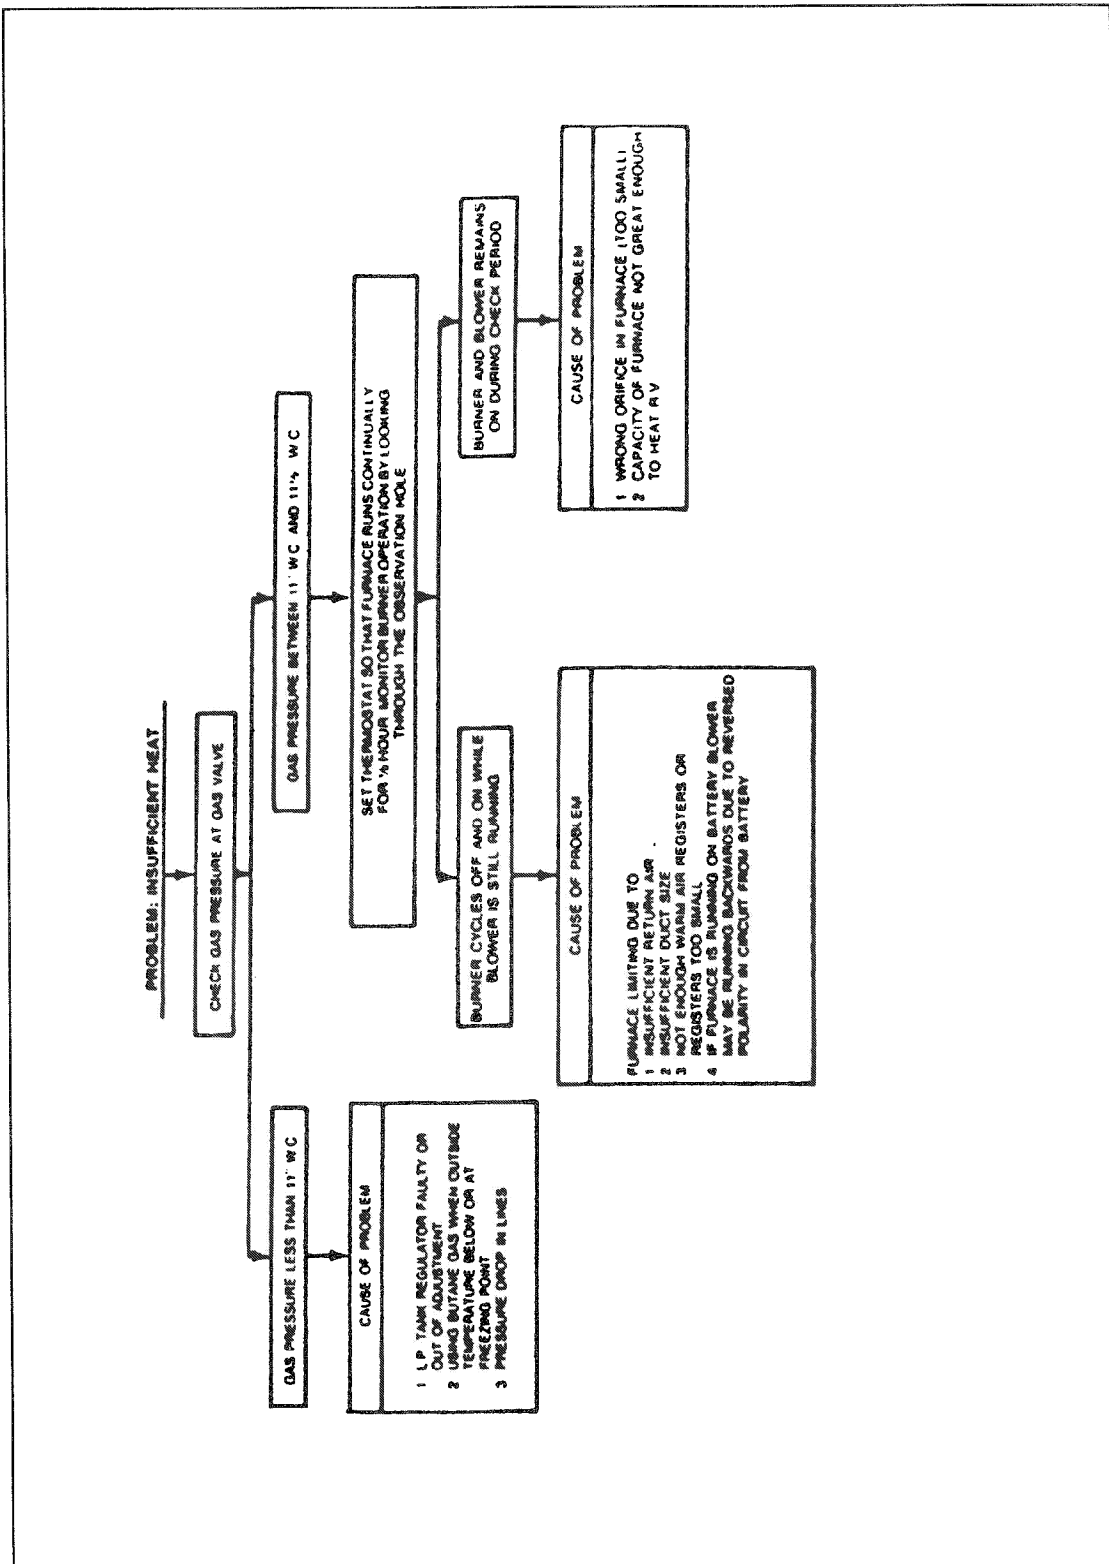 PROBLEM: INSUFFICIENT HEAT
CHECK GAS PRESSURE AT GAS VALVE
GAS PRESSURE LESS THAN 11" WC
CAUSE OF PROBLEM
1 LP TANK REGULATOR FAULTY OR
OUT OF ADJUSTMENT
2 USING BUTANE GAS WHEN OUTSIDE
TEMPERATURE BELOW OR AT
FREEZING POINT
3 PRESSURE DROP IN LINES
GAS PRESSURE BETWEEN 11" WC AND WC
SET THERMOSTAT SO THAT FURNACE RUNS CONTINUALLY
FOR ½ HOUR MONITOR BURNER OPERATION BY LOOKING
THROUGH THE OBSERVATION HOLE
BURNER CYCLES OFF AND ON WHILE
BLOWER IS STILL RUNNING
CAUSE OF PROBLEM
FURNACE LIMITING DUE TO
1 INSUFFICIENT RETURN AIR .
2 INSUFFICIENT DUCT SIZE
3 NOT ENOUGH WARM AIR REGISTERS OR
REGISTERS TOO SMALL
4 IF FURNACE IS RUNNING ON BATTERY BLOWER
MAY BE RUNNING BACKWARDS DUE TO REVERSED
POLARITY IN CIRCUIT FROM BATTERY
BURNER AND BLOWER REMAINS
ON DURING CHECK PERIOD
CAUSE OF PROBLEM
1 WRONG ORIFICE IN FURNACE (TOO SMALL)
2 CAPACITY OF FURNACE NOT GREAT ENOUGH
TO HEAT RV